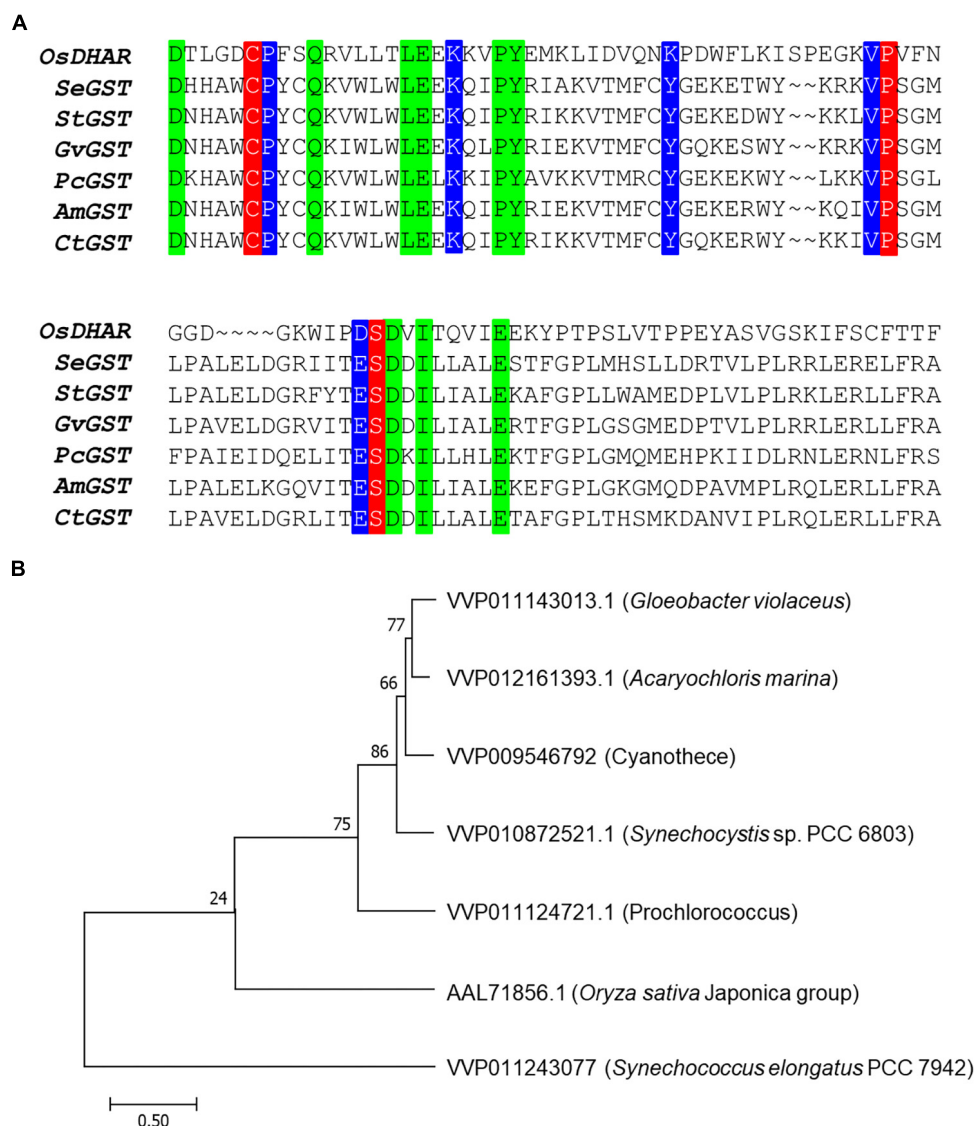 A
OsDHAR DTLGDCPFSQRVLLTLEEKKVPYEMKLIDVQNKPDWFLKISPEGKVPVFN
SeGST DHHAWCPYCQKVWLWLEEKQIPYRIAKVTMFCYGEKETWY~~KRKVPSGM
StGST DNHAWCPYCQKVWLWLEEKQIPYRIKKVTMFCYGEKEDWY~~KKLVPSGM
GvGST DNHAWCPYCQKIWLWLEEKQLPYRIEKVTMFCYGQKESWY~~KRKVPSGM
PcGST DKHAWCPYCQKVWLWLELKKIPYAVKKVTMRCYGEKEKWY~~LKKVPSGL
AmGST DNHAWCPYCQKIWLWLEEKQIPYRIEKVTMFCYGEKERWY~~KQIVPSGM
CtGST DNHAWCPYCQKVWLWLEEKQIPYRIKKVTMFCYGQKERWY~~KKIVPSGM
OsDHAR GGD~~~~GKWIPDSDVITQVIEEKYPTPSLVTPPEYASVGSKIFSCFTTF
SeGST LPALELDGRIITESDDILLALESTFGPLMHSLLDRTVLPLRRLERELFRA
StGST LPALELDGRFYTESDDILIALEKAFGPLLWAMEDPLVLPLRKLERLLFRA
GvGST LPAVELDGRVITESDDILIALERTFGPLGSGMEDPTVLPLRRLERLLFRA
PcGST FPAIEIDQELITESDKILLHLEKTFGPLGMQMEHPKIIDLRNLERNLFRS
AmGST LPALELKGQVITESDDILIALEKEFGPLGKGMQDPAVMPLRQLERLLFRA
CtGST LPAVELDGRLITESDDILLALETAFGPLTHSMKDANVIPLRQLERLLFRA
B
VVP011143013.1 (Gloeobacter violaceus)
77
VVP012161393.1 (Acaryochloris marina)
66
VVP009546792 (Cyanothece)
86
VVP010872521.1 (Synechocystis sp. PCC 6803)
75
VVP011124721.1 (Prochlorococcus)
24
AAL71856.1 (Oryza sativa Japonica group)
VVP011243077 (Synechococcus elongatus PCC 7942)
0.50